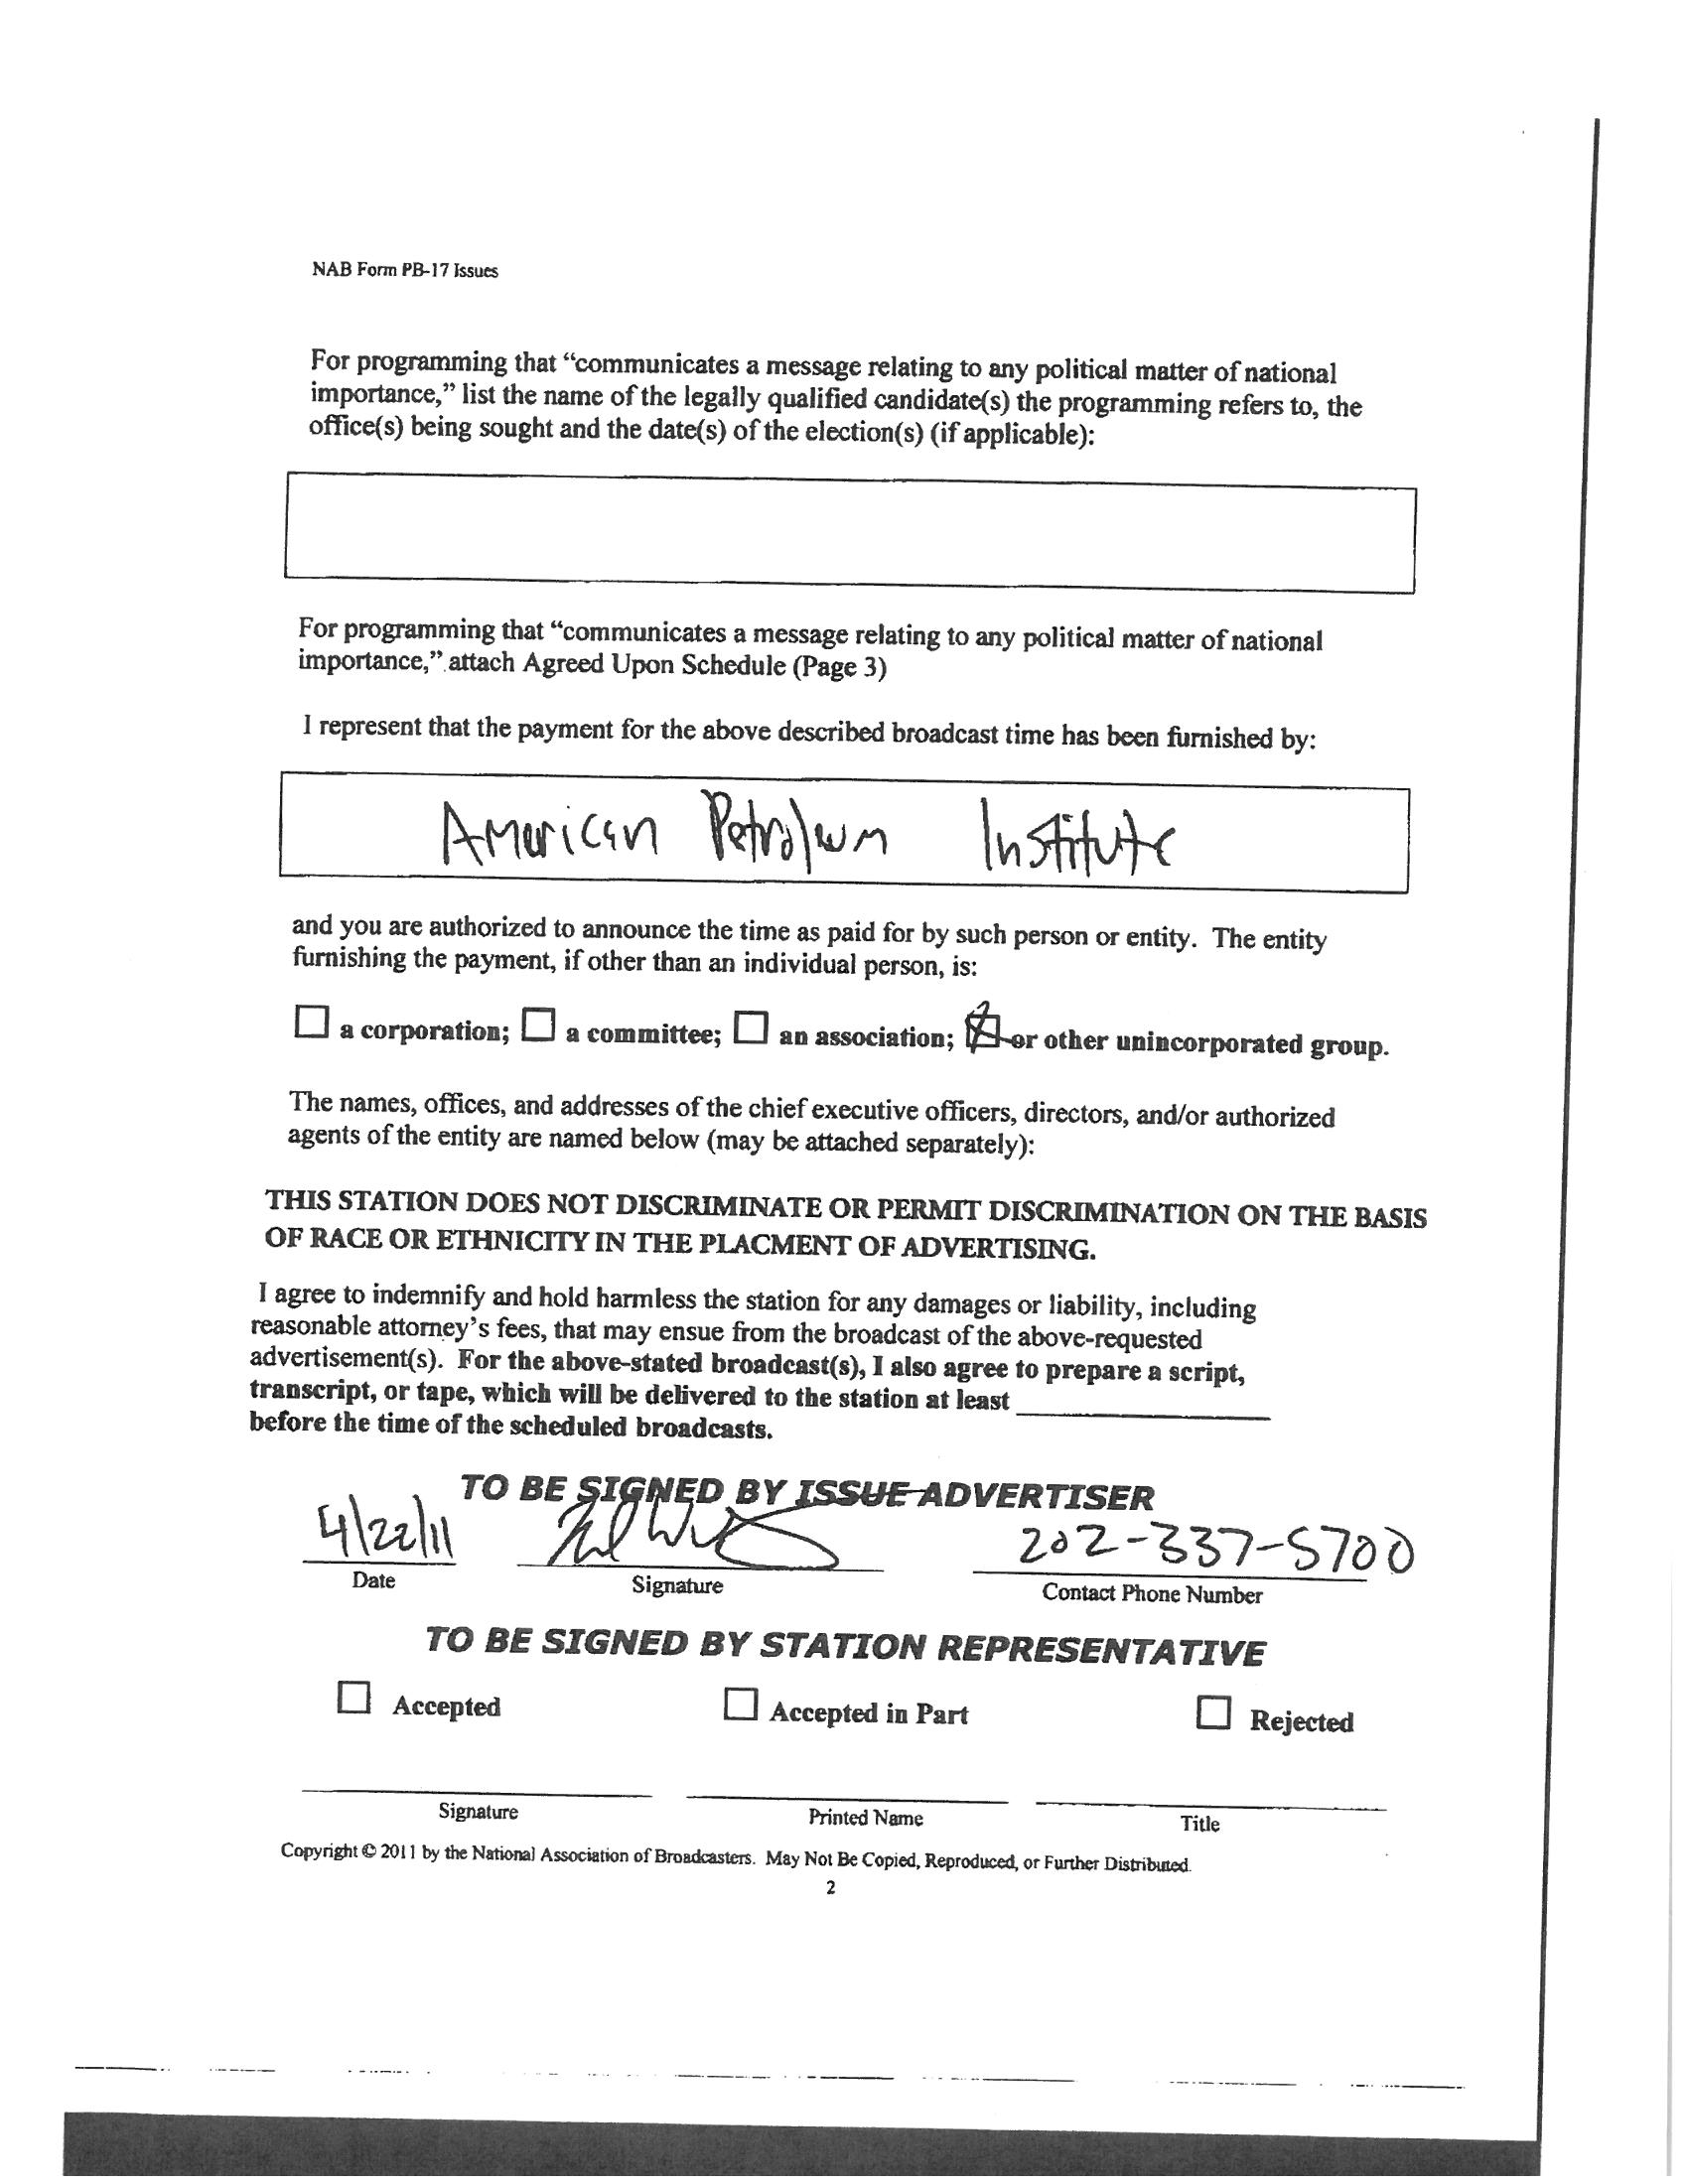 NAB Form PB-17 Issues
For programming that “communicates a message relating to any political matter of national
importance,” list the name of the legally qualified candidate(s) the programming refers to, the
office(s) being sought and the date(s) of the election(s) (if applicable):
For programming that “communicates a message relating to any political matter of national
importance,” attach Agreed Upon Schedule (Page 3)
I represent that the payment for the above described broadcast time has been furnished by:
American Petroleum Institute
and you are authorized to announce the time as paid for by such person or entity. The entity
furnishing the payment, if other than an individual person, is:
☐ a corporation; ☐ a committee; ☐ an association; ☒ or other unincorporated group.
The names, offices, and addresses of the chief executive officers, directors, and/or authorized
agents of the entity are named below (may be attached separately):
THIS STATION DOES NOT DISCRIMINATE OR PERMIT DISCRIMINATION ON THE BASIS
OF RACE OR ETHNICITY IN THE PLACMENT OF ADVERTISING.
I agree to indemnify and hold harmless the station for any damages or liability, including
reasonable attorney’s fees, that may ensue from the broadcast of the above-requested
advertisement(s). For the above-stated broadcast(s), I also agree to prepare a script,
transcript, or tape, which will be delivered to the station at least
before the time of the scheduled broadcasts.
TO BE SIGNED BY ISSUE ADVERTISER
4/22/11 202-337-5700
Date Signature Contact Phone Number
TO BE SIGNED BY STATION REPRESENTATIVE
☐ Accepted ☐ Accepted in Part ☐ Rejected
Signature Printed Name Title
Copyright © 2011 by the National Association of Broadcasters. May Not Be Copied, Reproduced, or Further Distributed.
2